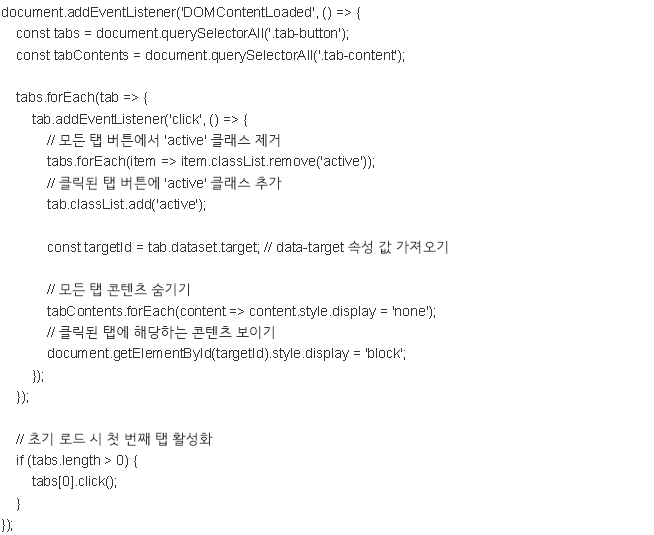 document.addEventListener('DOMContentLoaded', () => {
    const tabs = document.querySelectorAll('.tab-button');
    const tabContents = document.querySelectorAll('.tab-content');

    tabs.forEach(tab => {
        tab.addEventListener('click', () => {
            // 모든 탭 버튼에서 'active' 클래스 제거
            tabs.forEach(item => item.classList.remove('active'));
            // 클릭된 탭 버튼에 'active' 클래스 추가
            tab.classList.add('active');

            const targetId = tab.dataset.target; // data-target 속성 값 가져오기

            // 모든 탭 콘텐츠 숨기기
            tabContents.forEach(content => content.style.display = 'none');
            // 클릭된 탭에 해당하는 콘텐츠 보이기
            document.getElementById(targetId).style.display = 'block';
        });
    });

    // 초기 로드 시 첫 번째 탭 활성화
    if (tabs.length > 0) {
        tabs[0].click();
    }
});